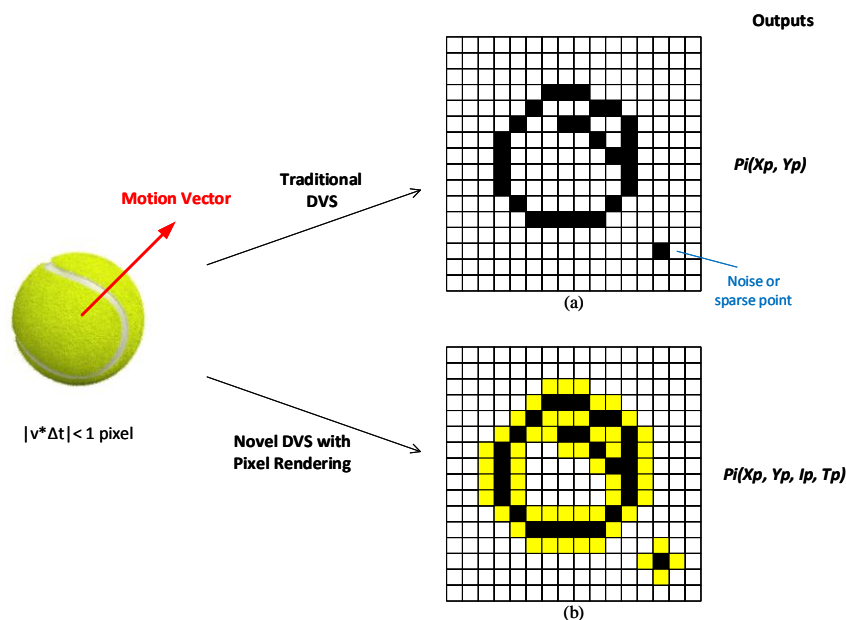 Outputs
Motion Vector
Traditional
DVS
Pi(Xp, Yp)
Noise or
sparse point
(a)
|v*Δt|< 1 pixel
Novel DVS with
Pixel Rendering
Pi(Xp, Yp, Ip, Tp)
(b)